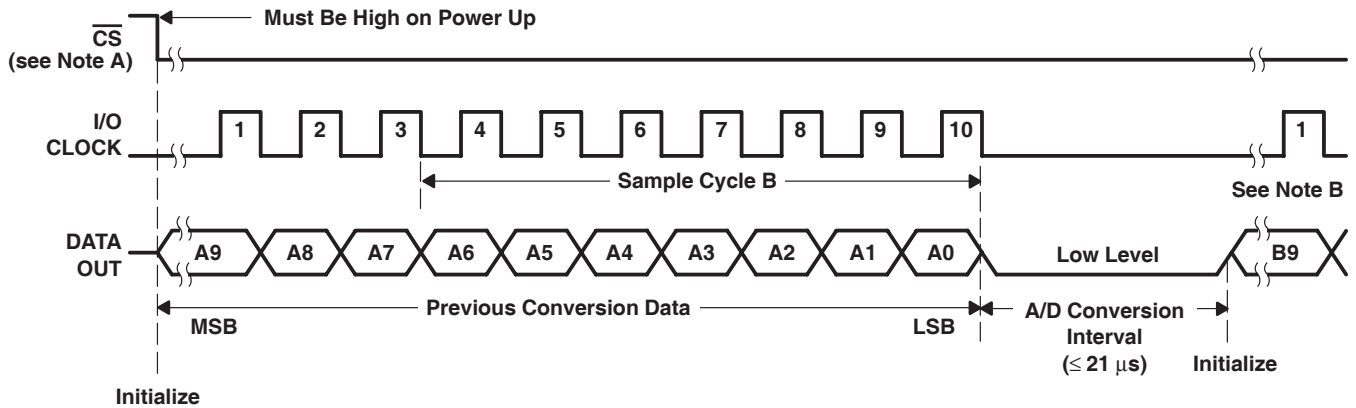 Must Be High on Power Up
CS
(see Note A)
I/O
CLOCK
1 2 3 4 5 6 7 8 9 10 1
Sample Cycle B
See Note B
DATA
OUT
A9 A8 A7 A6 A5 A4 A3 A2 A1 A0 Low Level B9
Previous Conversion Data
MSB LSB
A/D Conversion
Interval
(≤ 21 μs)
Initialize
Initialize